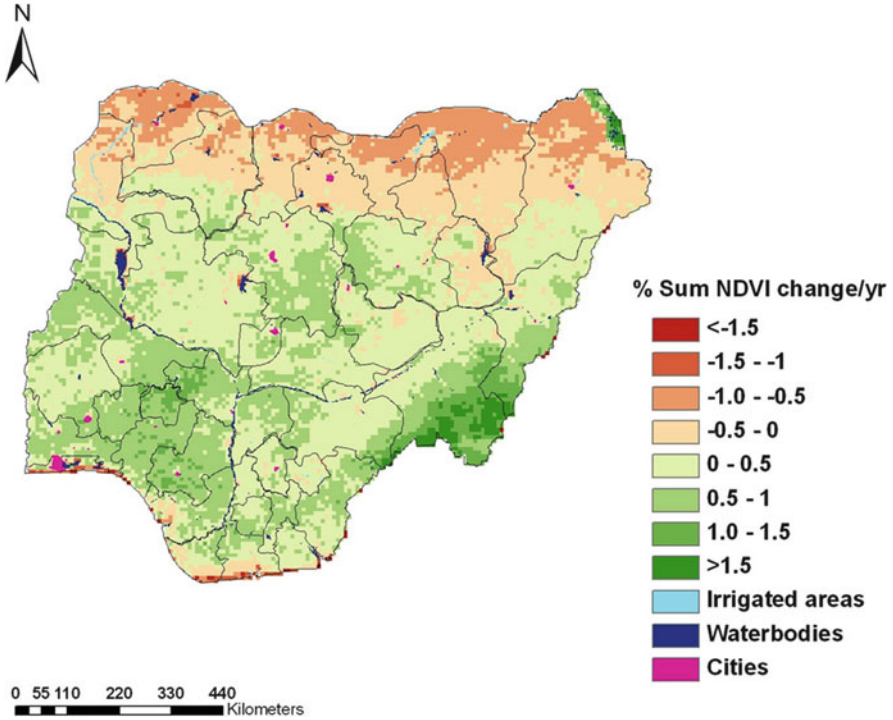 N
% Sum NDVI change/yr
<-1.5
-1.5 - -1
-1.0 - -0.5
-0.5 - 0
0 - 0.5
0.5 - 1
1.0 - 1.5
>1.5
Irrigated areas
Waterbodies
Cities
0 55 110 220 330 440
Kilometers